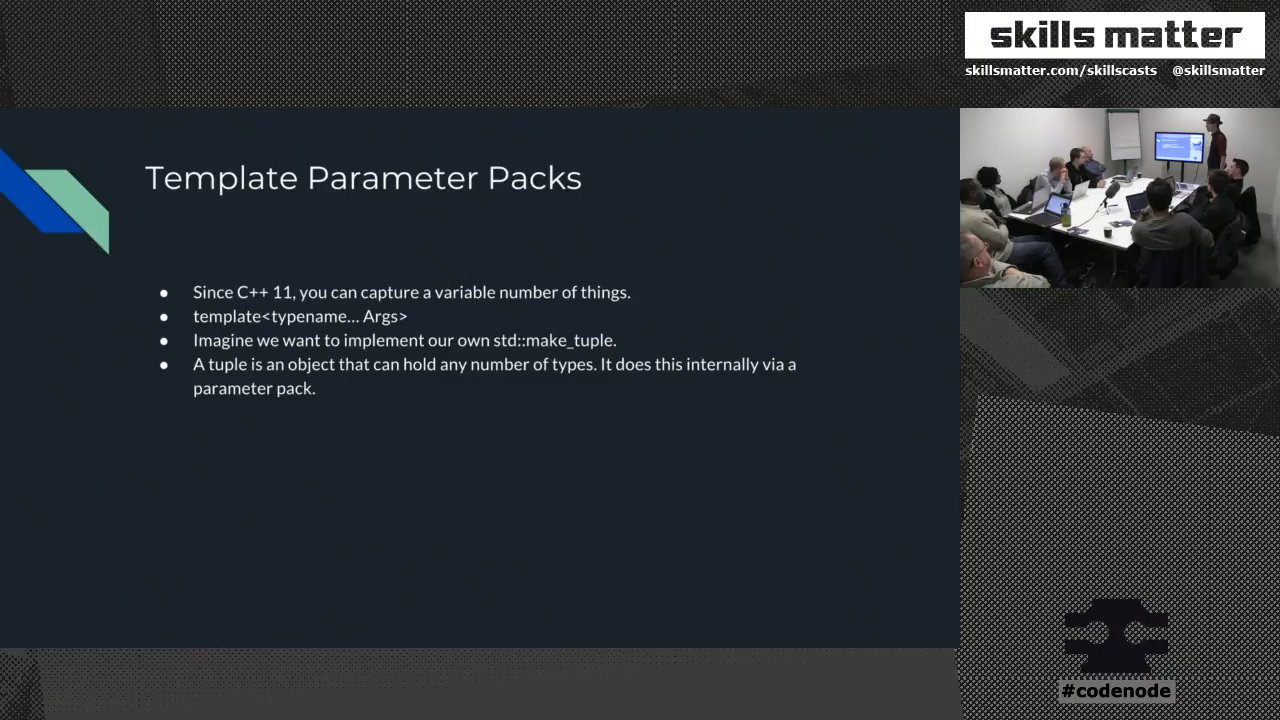 skills matter
skillsmatter.com/skillscasts @skillsmatter
Template Parameter Packs
● Since C++ 11, you can capture a variable number of things.
● template<typename... Args>
● Imagine we want to implement our own std::make_tuple.
● A tuple is an object that can hold any number of types. It does this internally via a
parameter pack.
#codenode